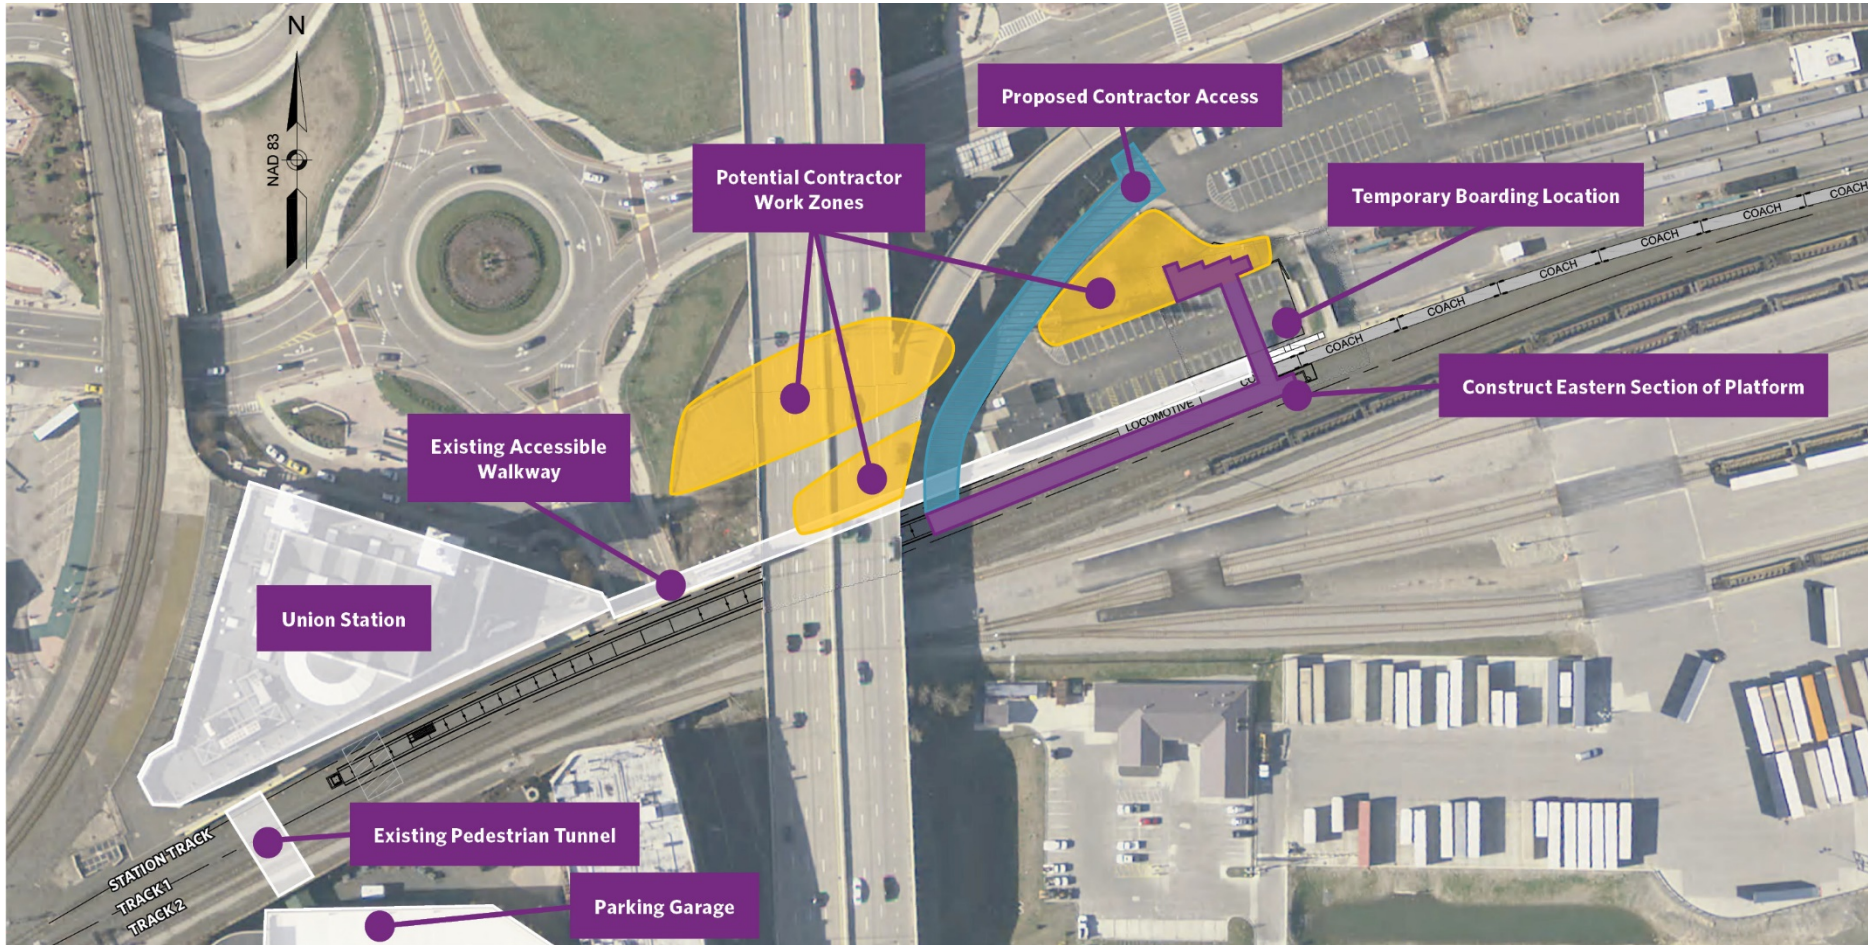 N
NAD 83
Proposed Contractor Access
Potential Contractor
Work Zones
Temporary Boarding Location
COACH
COACH
COACH
COACH
COACH
COACH
LOCOMOTIVE
Construct Eastern Section of Platform
Existing Accessible
Walkway
Union Station
Existing Pedestrian Tunnel
STATION TRACK
TRACK 1
TRACK 2
Parking Garage